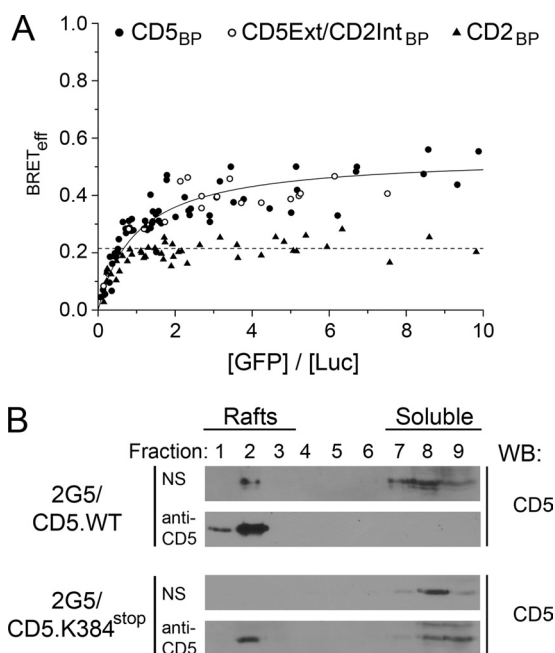 A
CD5BP CD5Ext/CD2IntBP CD2BP
1.0
0.8
0.6
0.4
0.2
0.0
BRETeff
0 2 4 6 8 10
[GFP] / [Luc]
B
Rafts Soluble
Fraction: 1 2 3 4 5 6 7 8 9 WB:
2G5/
CD5.WT
NS
anti-
CD5
CD5
2G5/
CD5.K384stop
NS
anti-
CD5
CD5